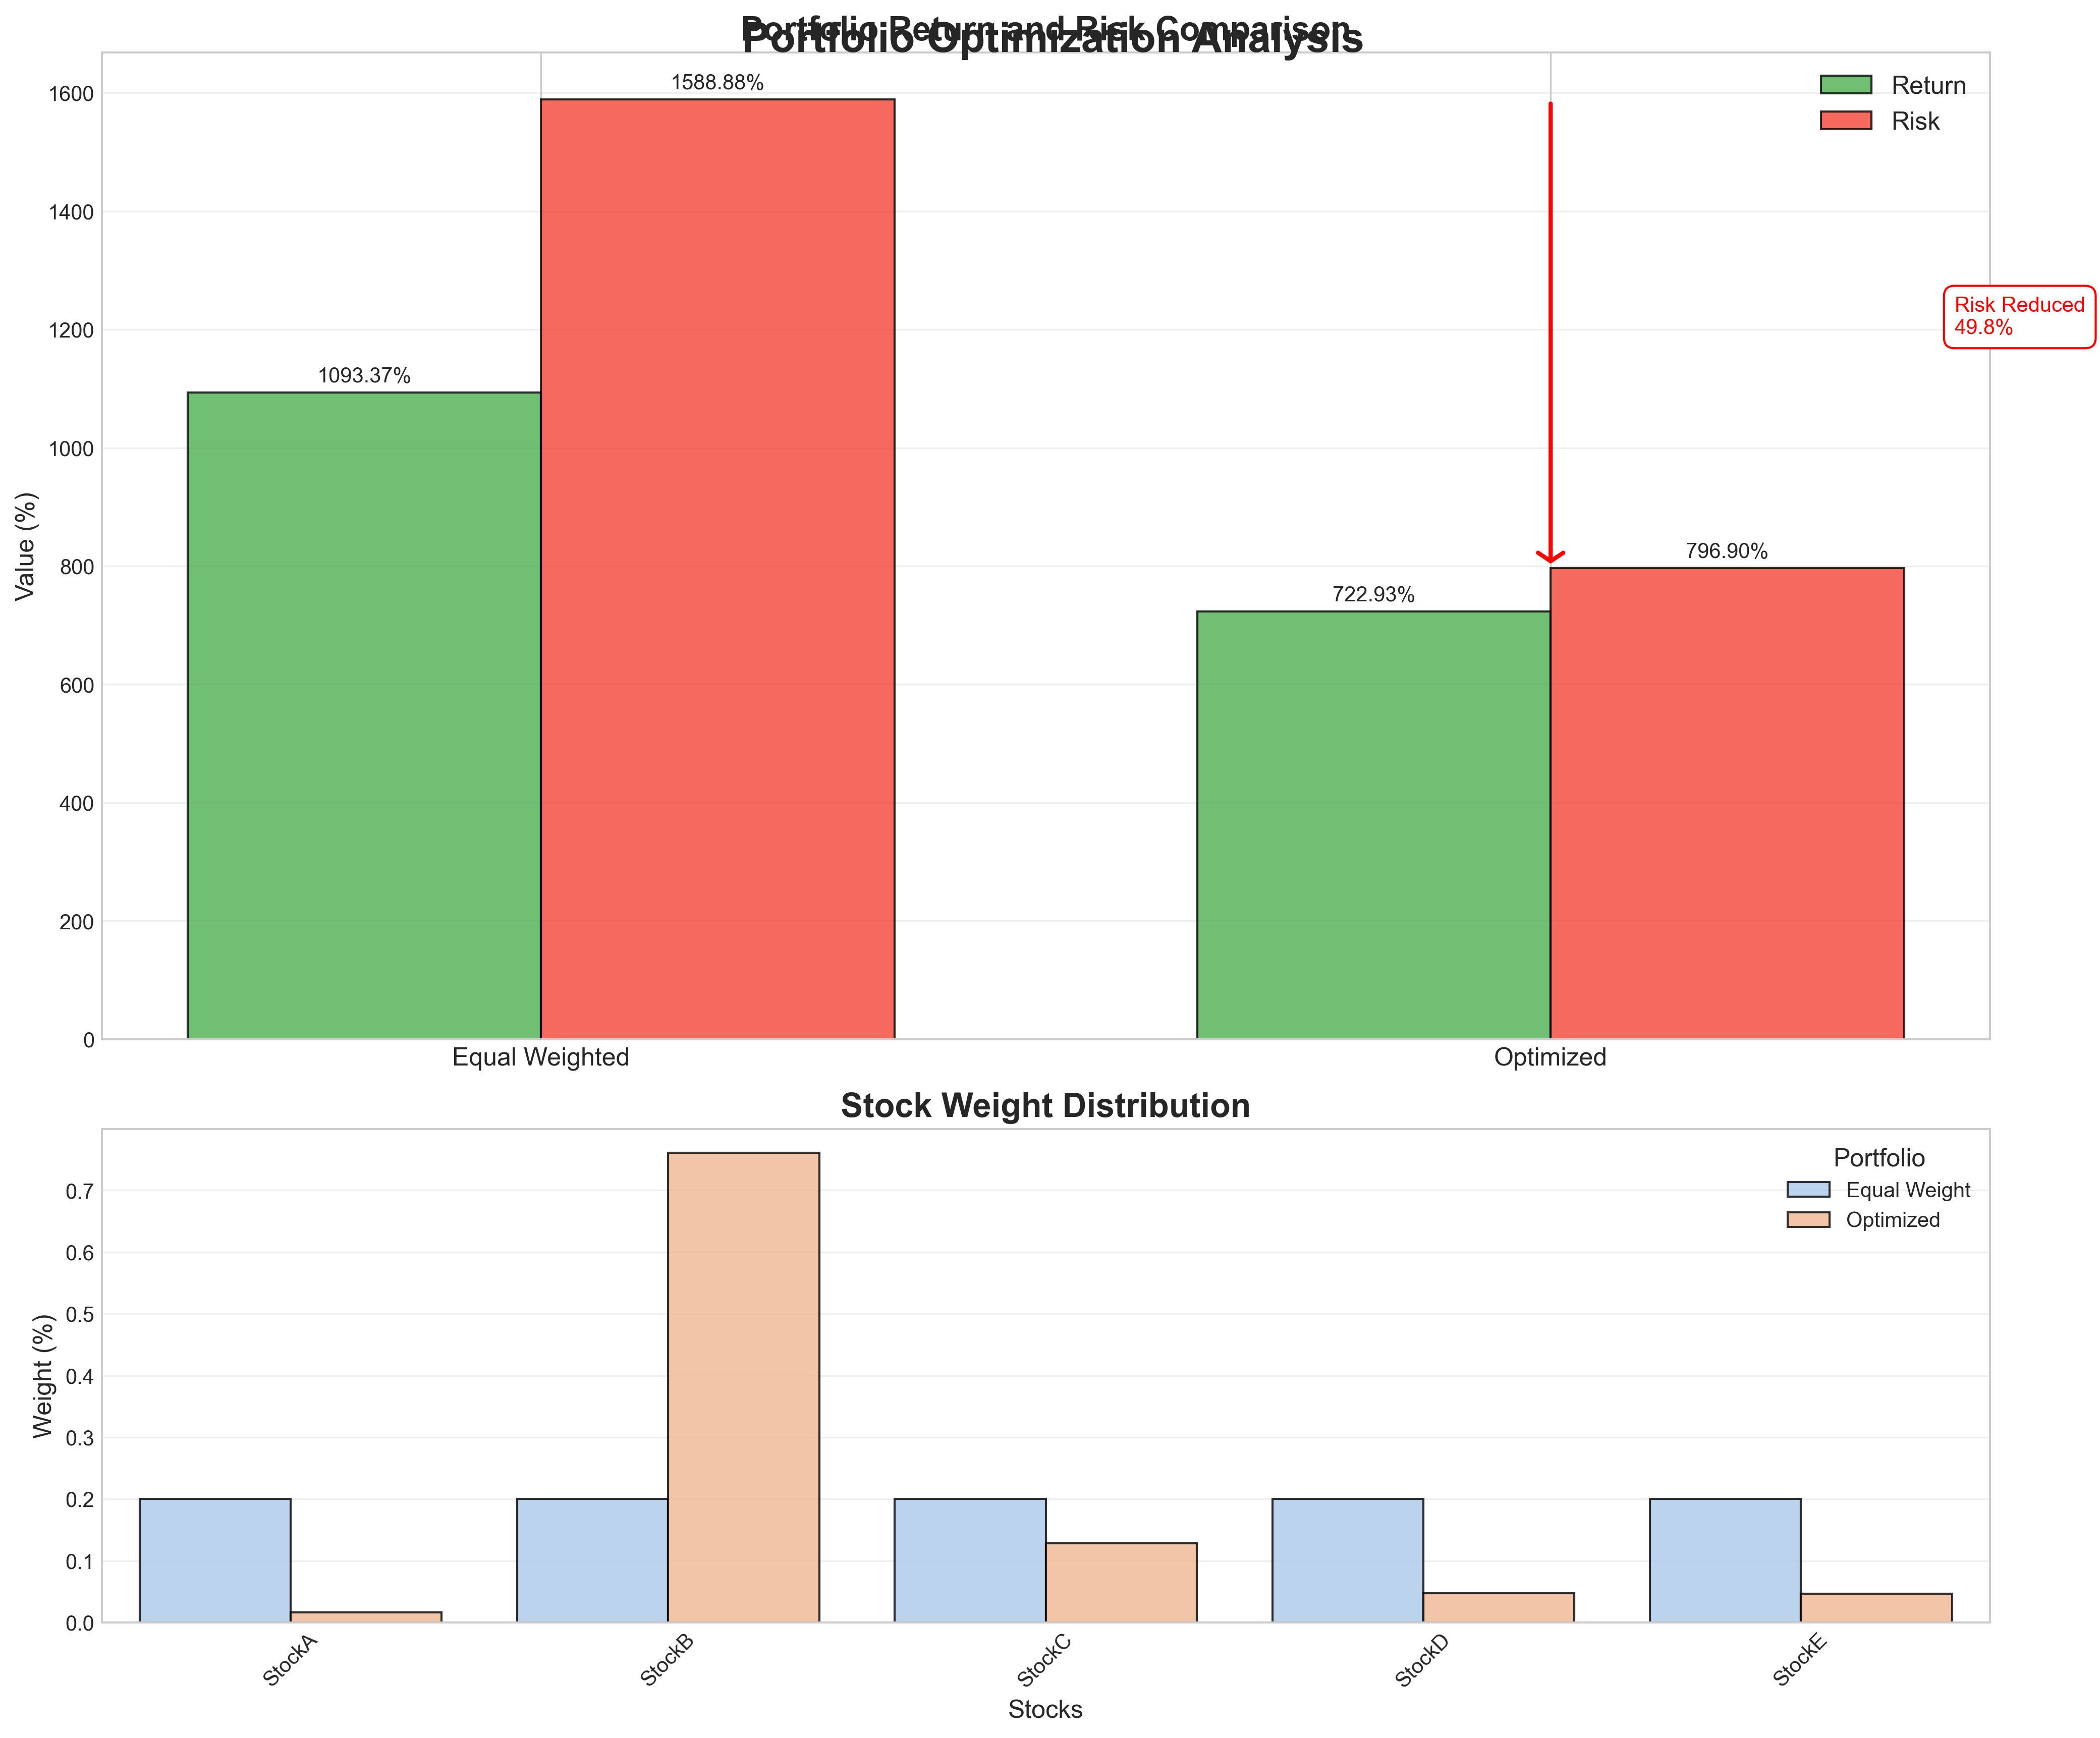 Portfolio Return and Risk Comparison
Portfolio Optimization Analysis
Value (%)
1600
1400
1200
1000
800
600
400
200
0
1093.37%
1588.88%
722.93%
796.90%
Return
Risk
Risk Reduced
49.8%
Equal Weighted
Optimized
Stock Weight Distribution
Weight (%)
0.7
0.6
0.5
0.4
0.3
0.2
0.1
0.0
Portfolio
Equal Weight
Optimized
StockA
StockB
StockC
StockD
StockE
Stocks